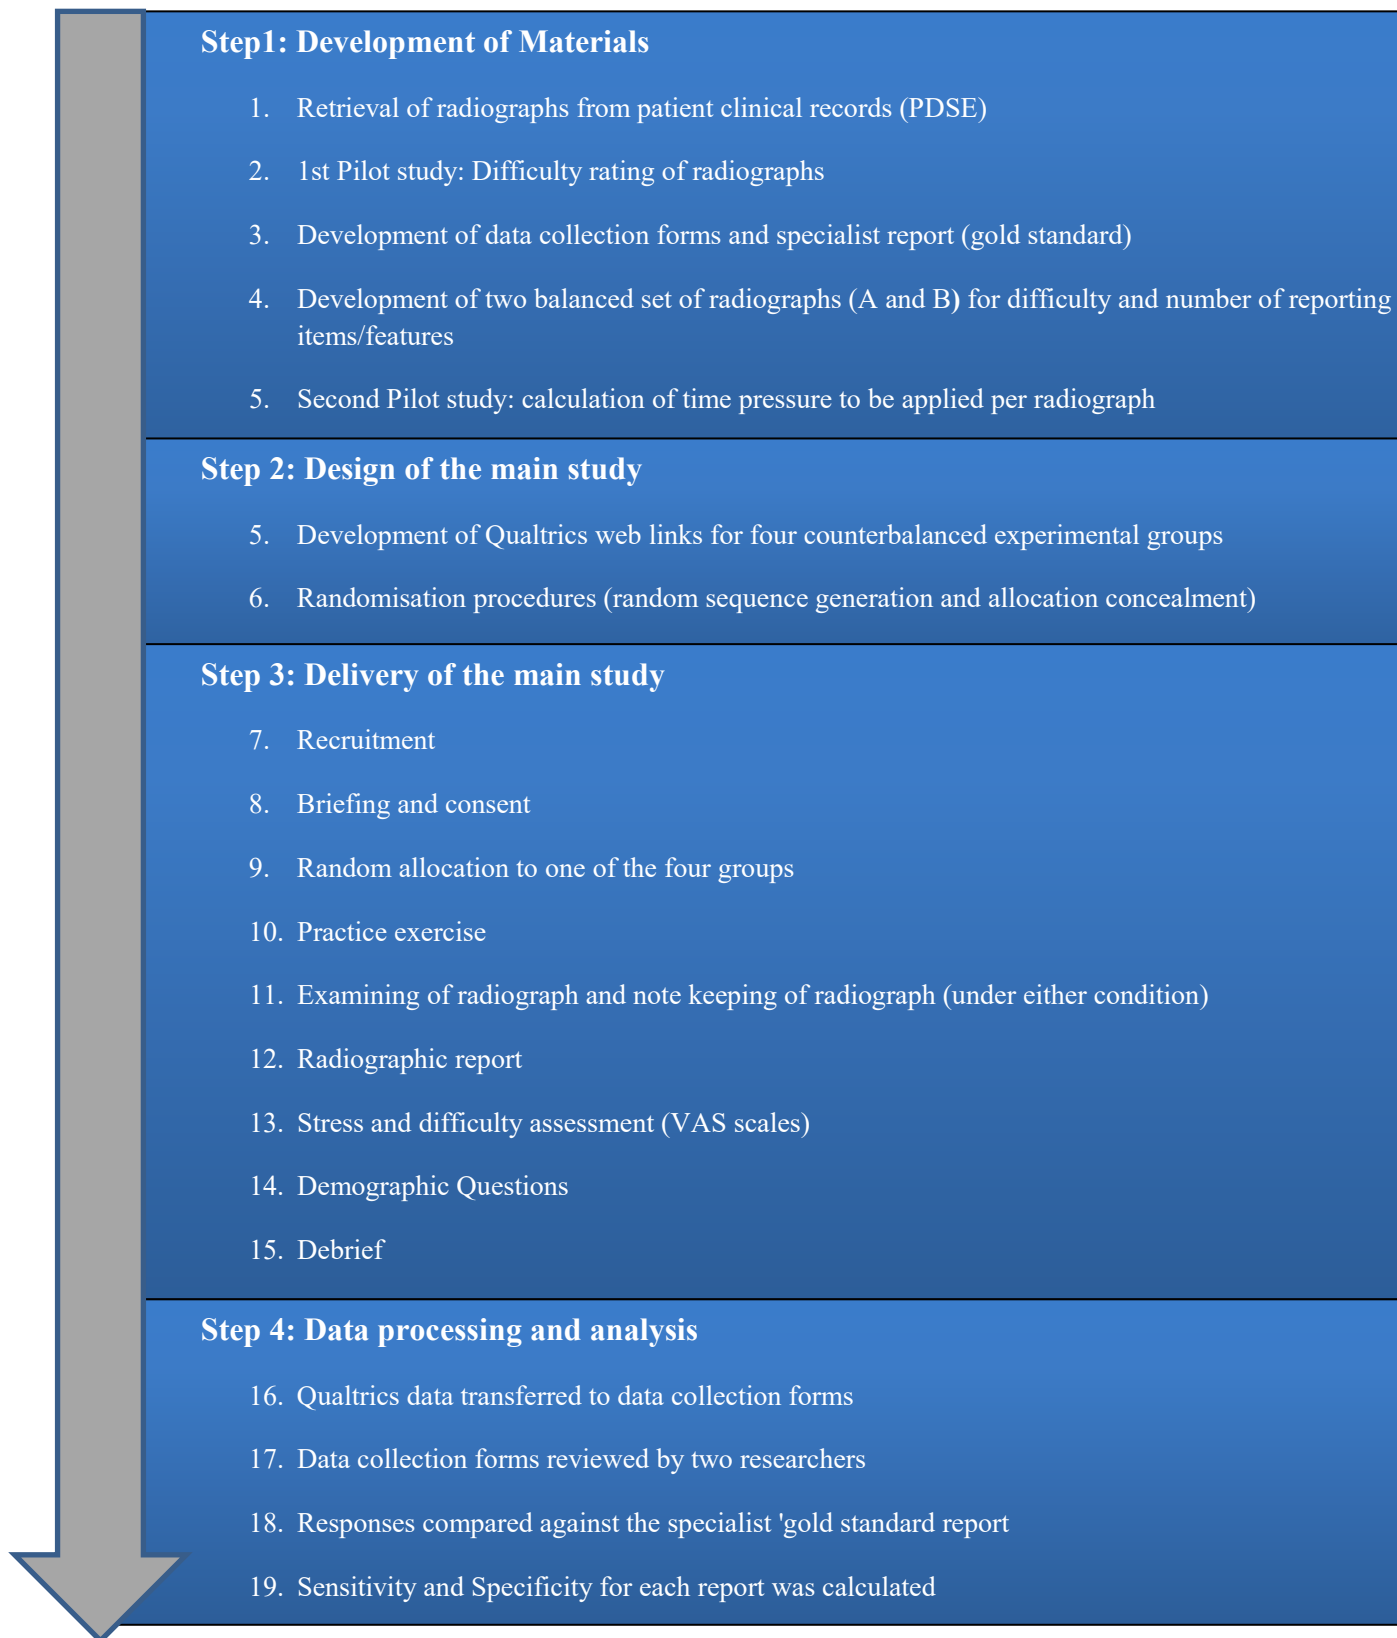 Step1: Development of Materials
1. Retrieval of radiographs from patient clinical records (PDSE)
2. 1st Pilot study: Difficulty rating of radiographs
3. Development of data collection forms and specialist report (gold standard)
4. Development of two balanced set of radiographs (A and B) for difficulty and number of reporting
items/features
5. Second Pilot study: calculation of time pressure to be applied per radiograph
Step 2: Design of the main study
5. Development of Qualtrics web links for four counterbalanced experimental groups
6. Randomisation procedures (random sequence generation and allocation concealment)
Step 3: Delivery of the main study
7. Recruitment
8. Briefing and consent
9. Random allocation to one of the four groups
10. Practice exercise
11. Examining of radiograph and note keeping of radiograph (under either condition)
12. Radiographic report
13. Stress and difficulty assessment (VAS scales)
14. Demographic Questions
15. Debrief
Step 4: Data processing and analysis
16. Qualtrics data transferred to data collection forms
17. Data collection forms reviewed by two researchers
18. Responses compared against the specialist 'gold standard report
19. Sensitivity and Specificity for each report was calculated